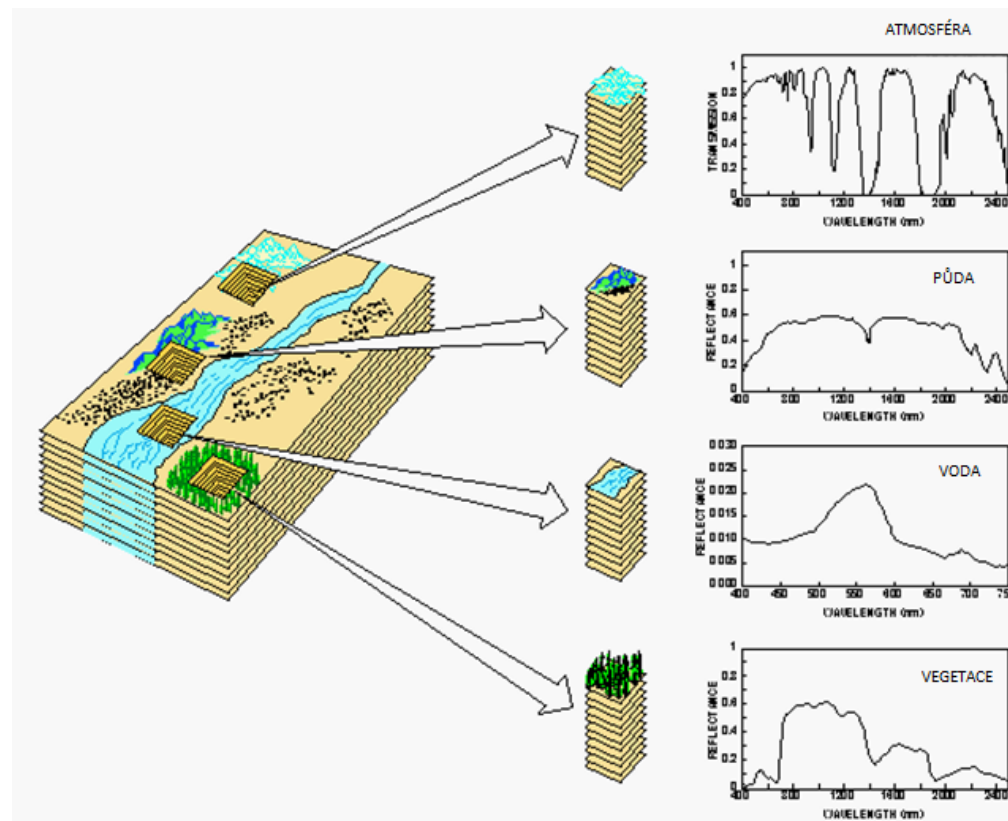 ATMOSFÉRA
1
0.8
0.6
0.4
0.2
0
TRANSMISSION
400 800 1200 1600 2000 2400
WAVELENGTH (nm)
PŮDA
1
0.8
0.6
0.4
0.2
0
REFLECTANCE
400 800 1200 1600 2000 2400
WAVELENGTH (nm)
VODA
0.030
0.025
0.020
0.015
0.010
0.005
0.000
REFLECTANCE
400 450 500 550 600 650 700 750
WAVELENGTH (nm)
VEGETACE
1
0.8
0.6
0.4
0.2
0
REFLECTANCE
400 800 1200 1600 2000 2400
WAVELENGTH (nm)